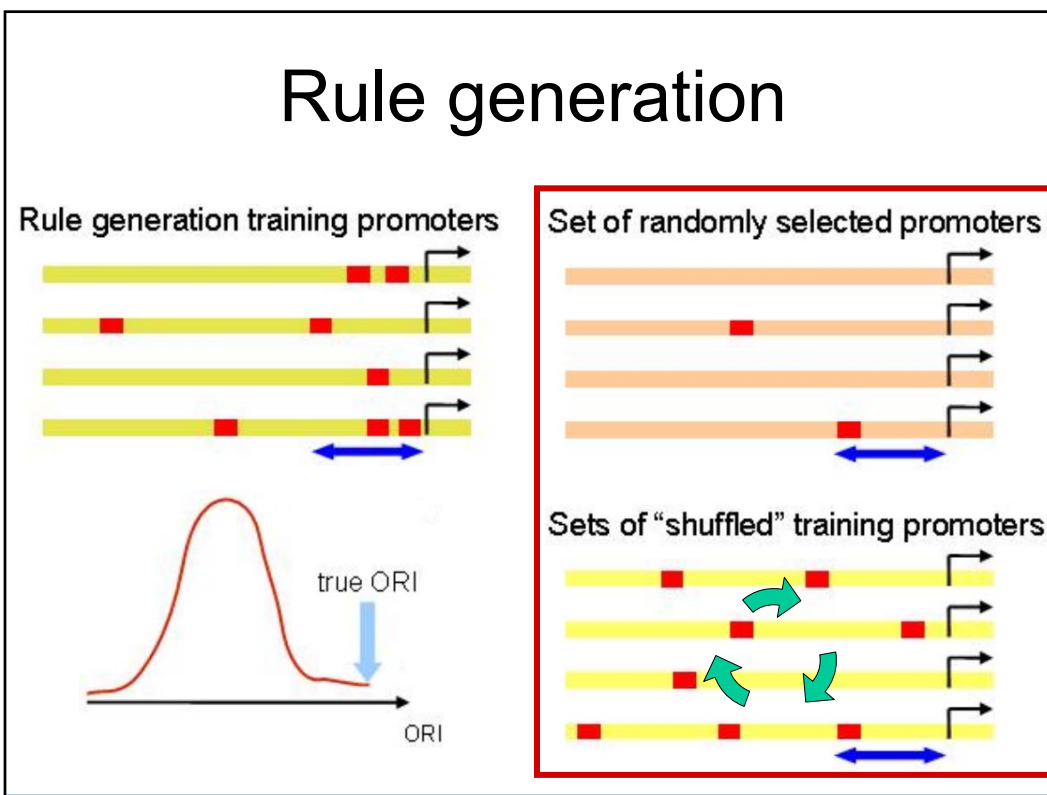 Rule generation
Rule generation training promoters
Set of randomly selected promoters
true ORI
ORI
Sets of “shuffled” training promoters